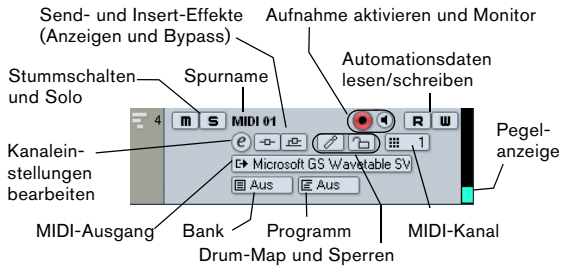 Send- und Insert-Effekte
(Anzeigen und Bypass)
Aufnahme aktivieren und Monitor
Stummschalten
und Solo
Spurname
Automatisationsdaten
lesen/schreiben
4 m S MIDI 01 R W
e 1
Pegel-
anzeige
Kanalein-
stellungen
bearbeiten
Microsoft GS Wavetable SV
Aus Aus
MIDI-Ausgang
Bank
Programm
MIDI-Kanal
Drum-Map und Sperren